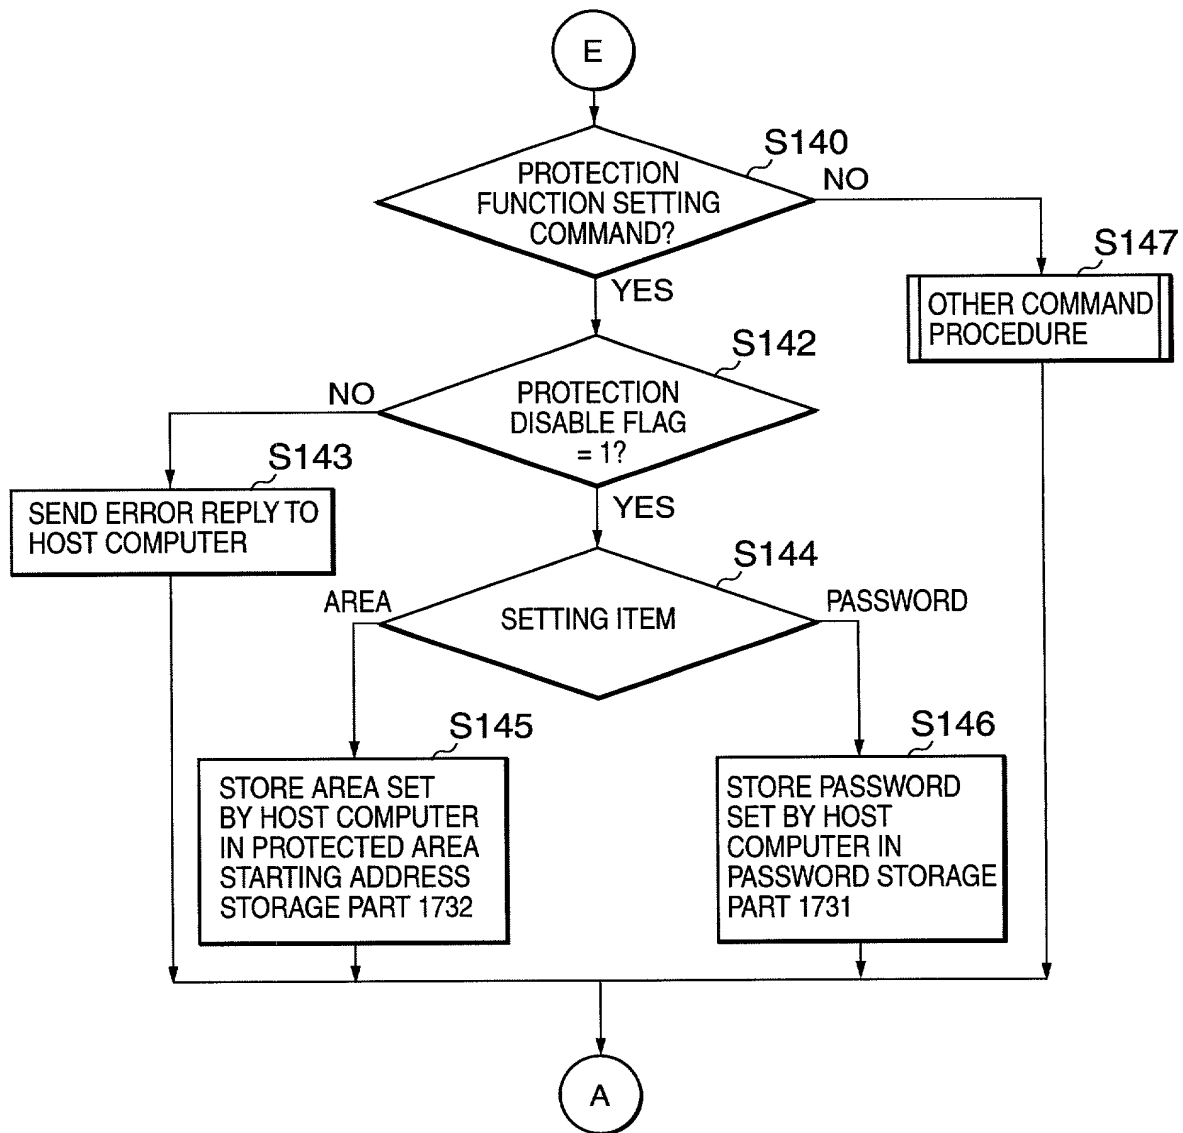 E
S140
PROTECTION
FUNCTION SETTING
COMMAND?
NO
YES
S147
OTHER COMMAND
PROCEDURE
S142
PROTECTION
DISABLE FLAG
= 1?
NO
YES
S143
SEND ERROR REPLY TO
HOST COMPUTER
S144
SETTING ITEM
AREA
PASSWORD
S145
STORE AREA SET
BY HOST COMPUTER
IN PROTECTED AREA
STARTING ADDRESS
STORAGE PART 1732
S146
STORE PASSWORD
SET BY HOST
COMPUTER IN
PASSWORD STORAGE
PART 1731
A